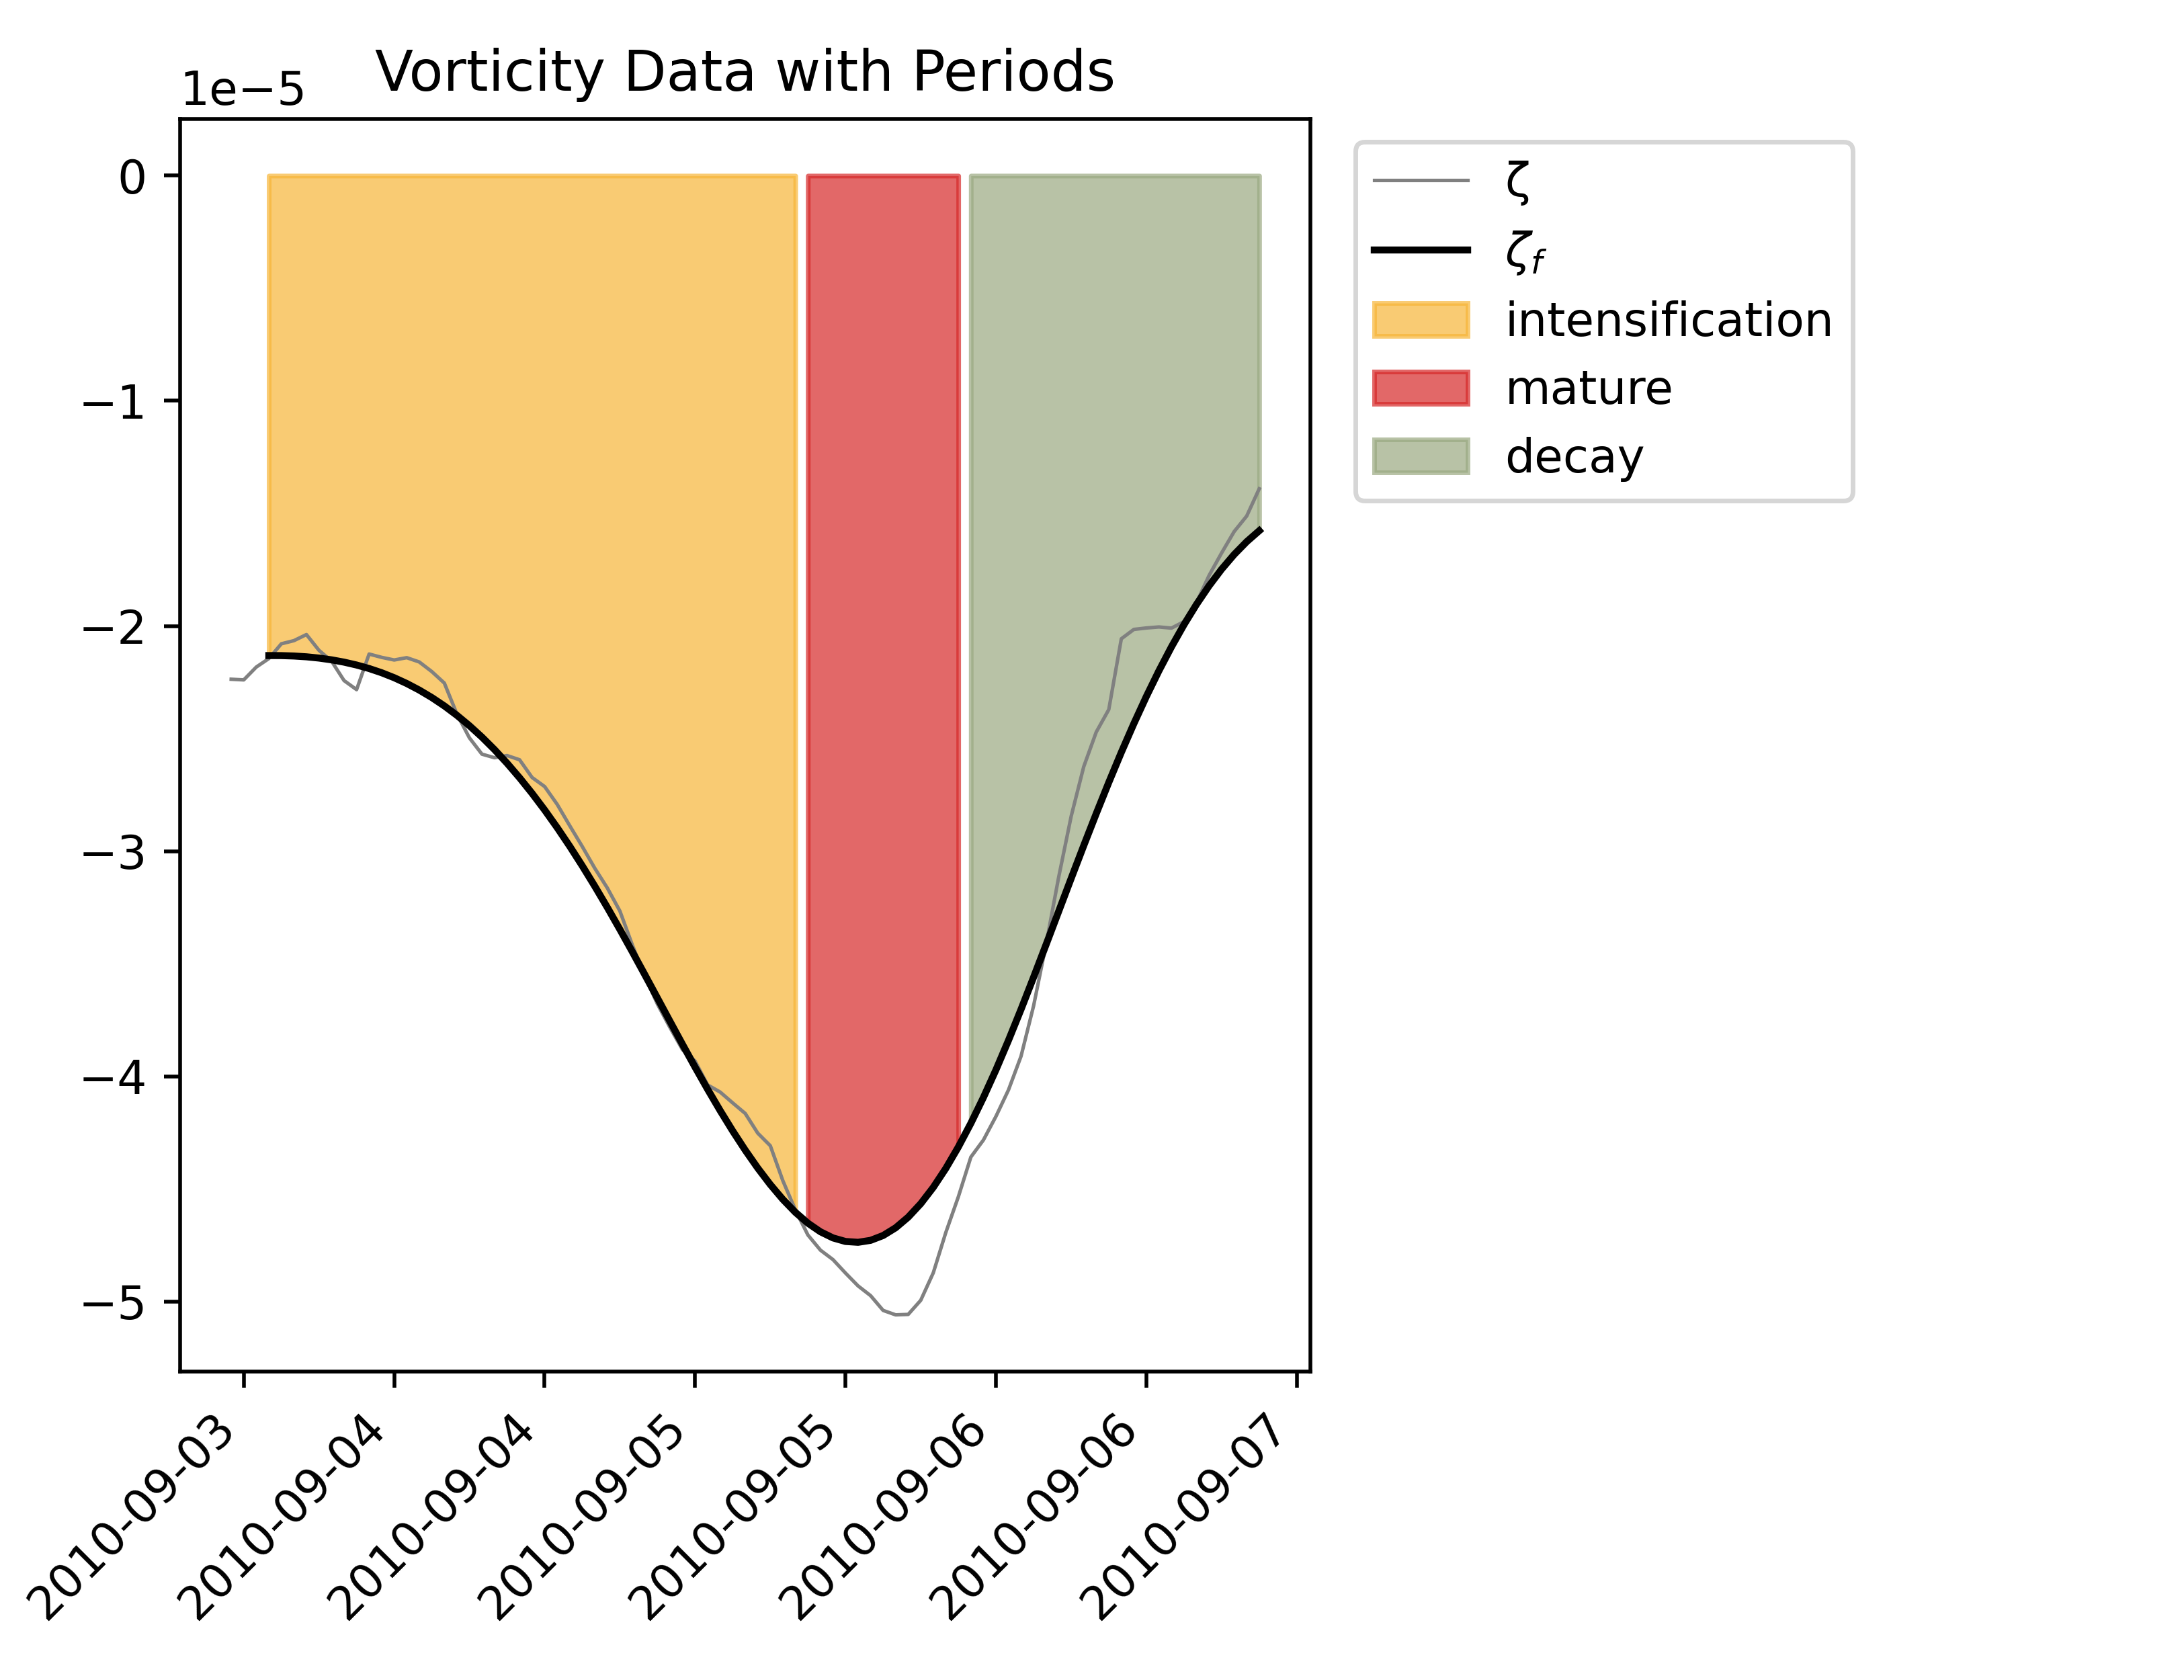 Vorticity Data with Periods
1e−5
0
−1
−2
−3
−4
−5
2010-09-03
2010-09-04
2010-09-04
2010-09-05
2010-09-05
2010-09-06
2010-09-06
2010-09-07
ζ
ζf
intensification
mature
decay